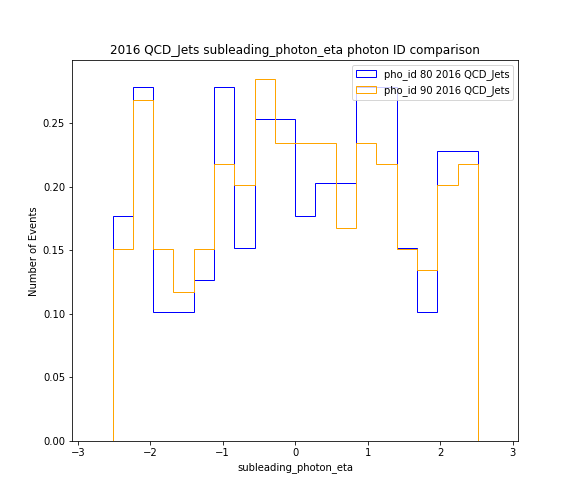 2016 QCD_Jets subleading_photon_eta photon ID comparison
pho_id 80 2016 QCD_Jets
pho_id 90 2016 QCD_Jets
Number of Events
0.25
0.20
0.15
0.10
0.05
0.00
−3 −2 −1 0 1 2 3
subleading_photon_eta